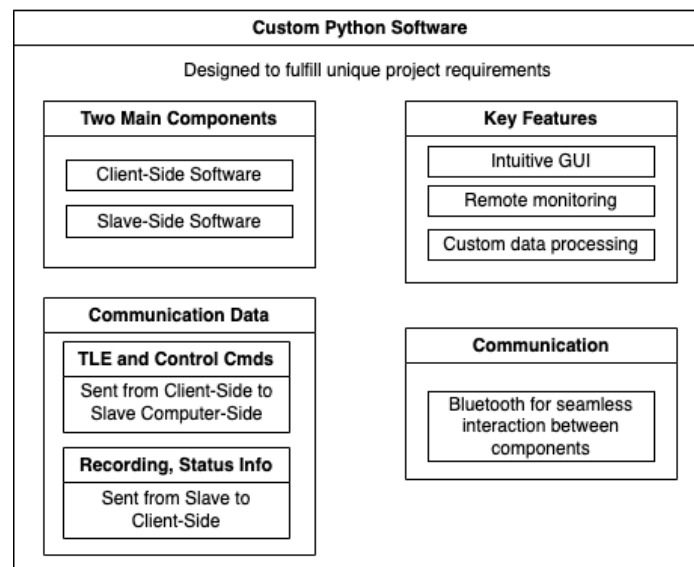 Custom Python Software
Designed to fulfill unique project requirements
Two Main Components
Client-Side Software
Slave-Side Software
Key Features
Intuitive GUI
Remote monitoring
Custom data processing
Communication Data
TLE and Control Cmds
Sent from Client-Side to
Slave Computer-Side
Recording, Status Info
Sent from Slave to
Client-Side
Communication
Bluetooth for seamless
interaction between
components